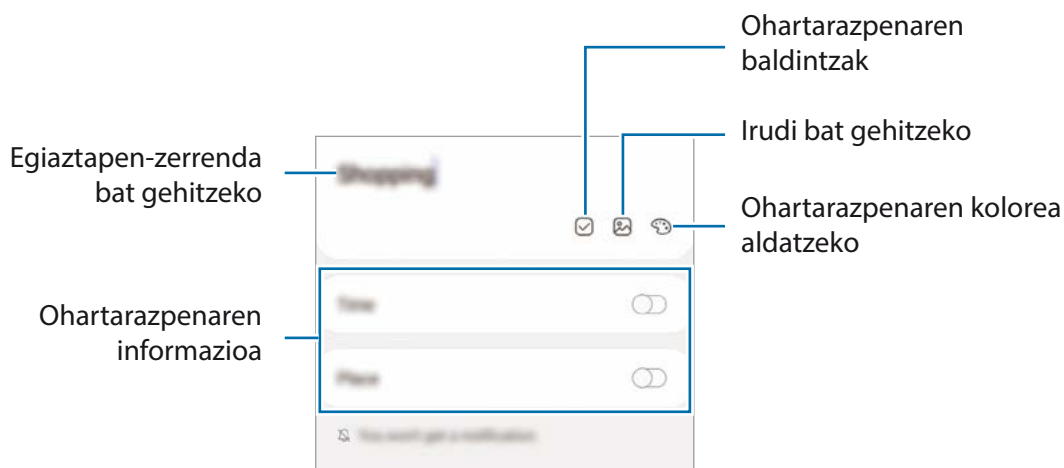 Ohartarazpenaren
baldintzak
Irudi bat gehitzeko
Egiaztapen-zerrenda
bat gehitzeko
Shopping
Ohartarazpenaren kolorea
aldatzeko
Ohartarazpenaren
informazioa
Time
Place
You won't get a notification